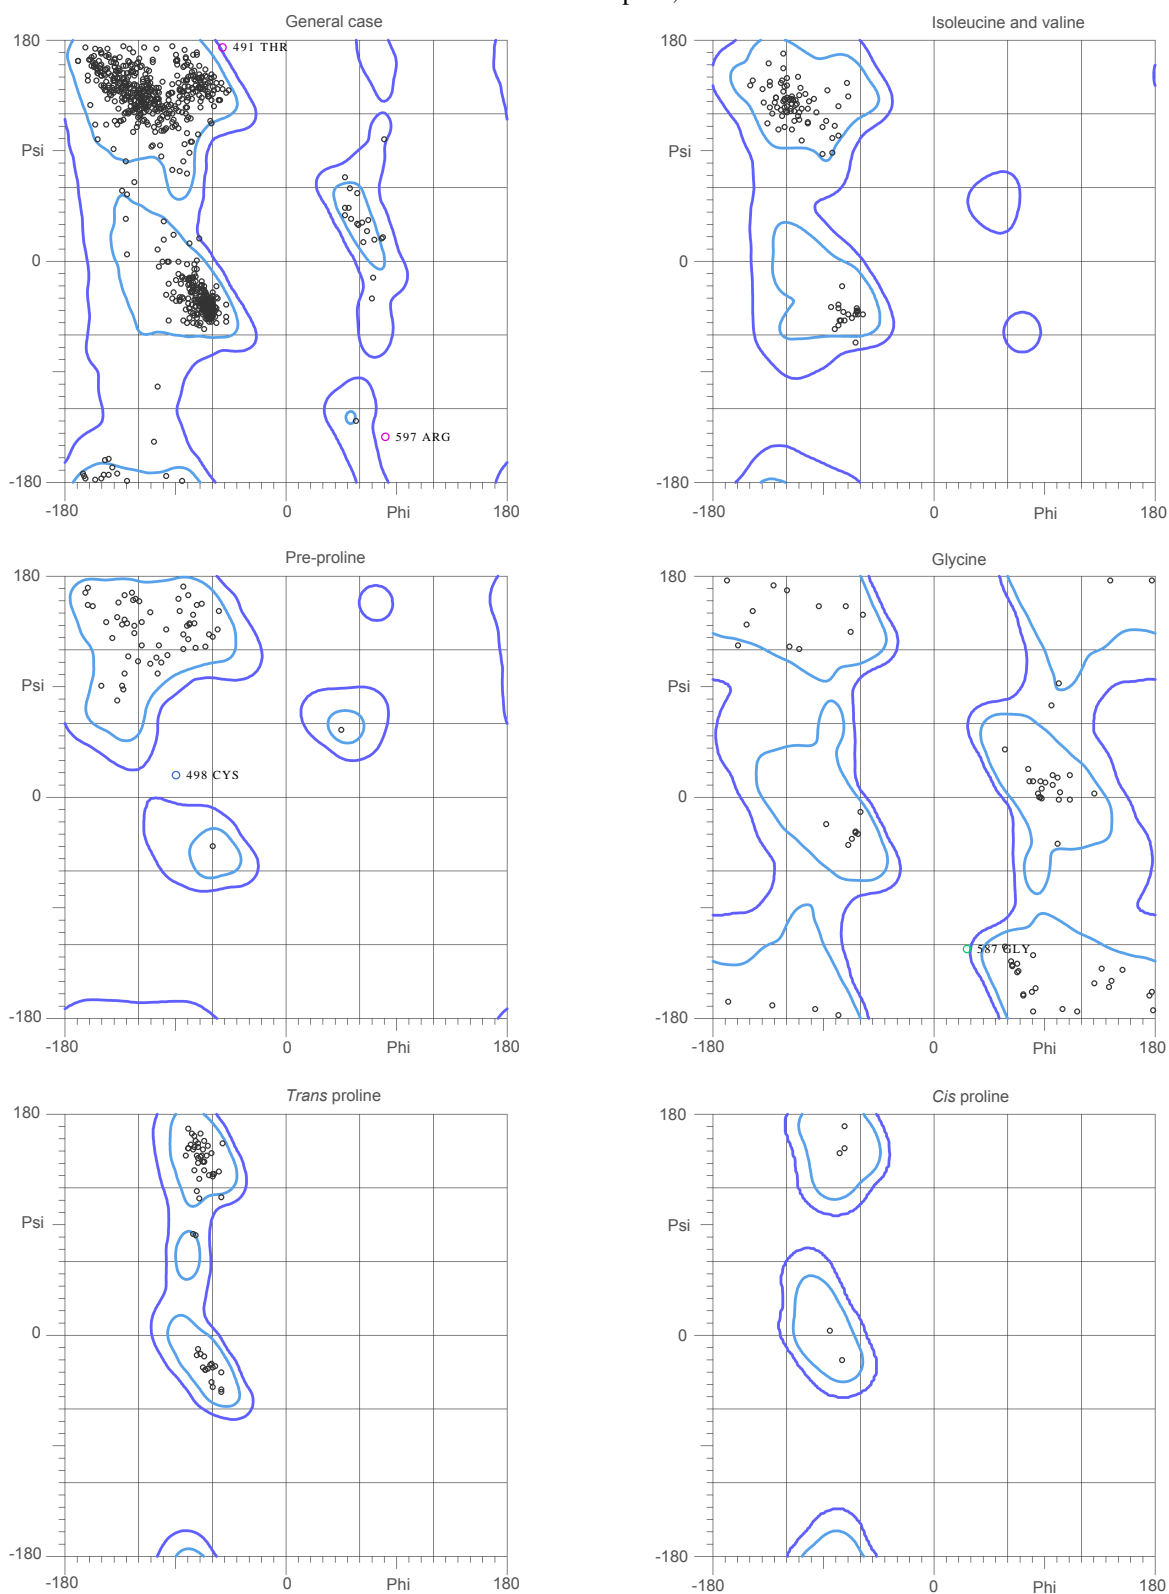 General case
180
491 THR
Psi
0
597 ARG
-180
-180
0
Phi
180
Isoleucine and valine
180
Psi
0
-180
-180
0
Phi
180
Pre-proline
180
Psi
498 CYS
0
-180
-180
0
Phi
180
Glycine
180
Psi
0
587 GLY
-180
-180
0
Phi
180
Trans proline
180
Psi
0
-180
-180
0
Phi
180
Cis proline
180
Psi
0
-180
-180
0
Phi
180